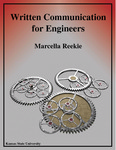 Written Communication
for Engineers
Marcella Reekie
Kansas State University